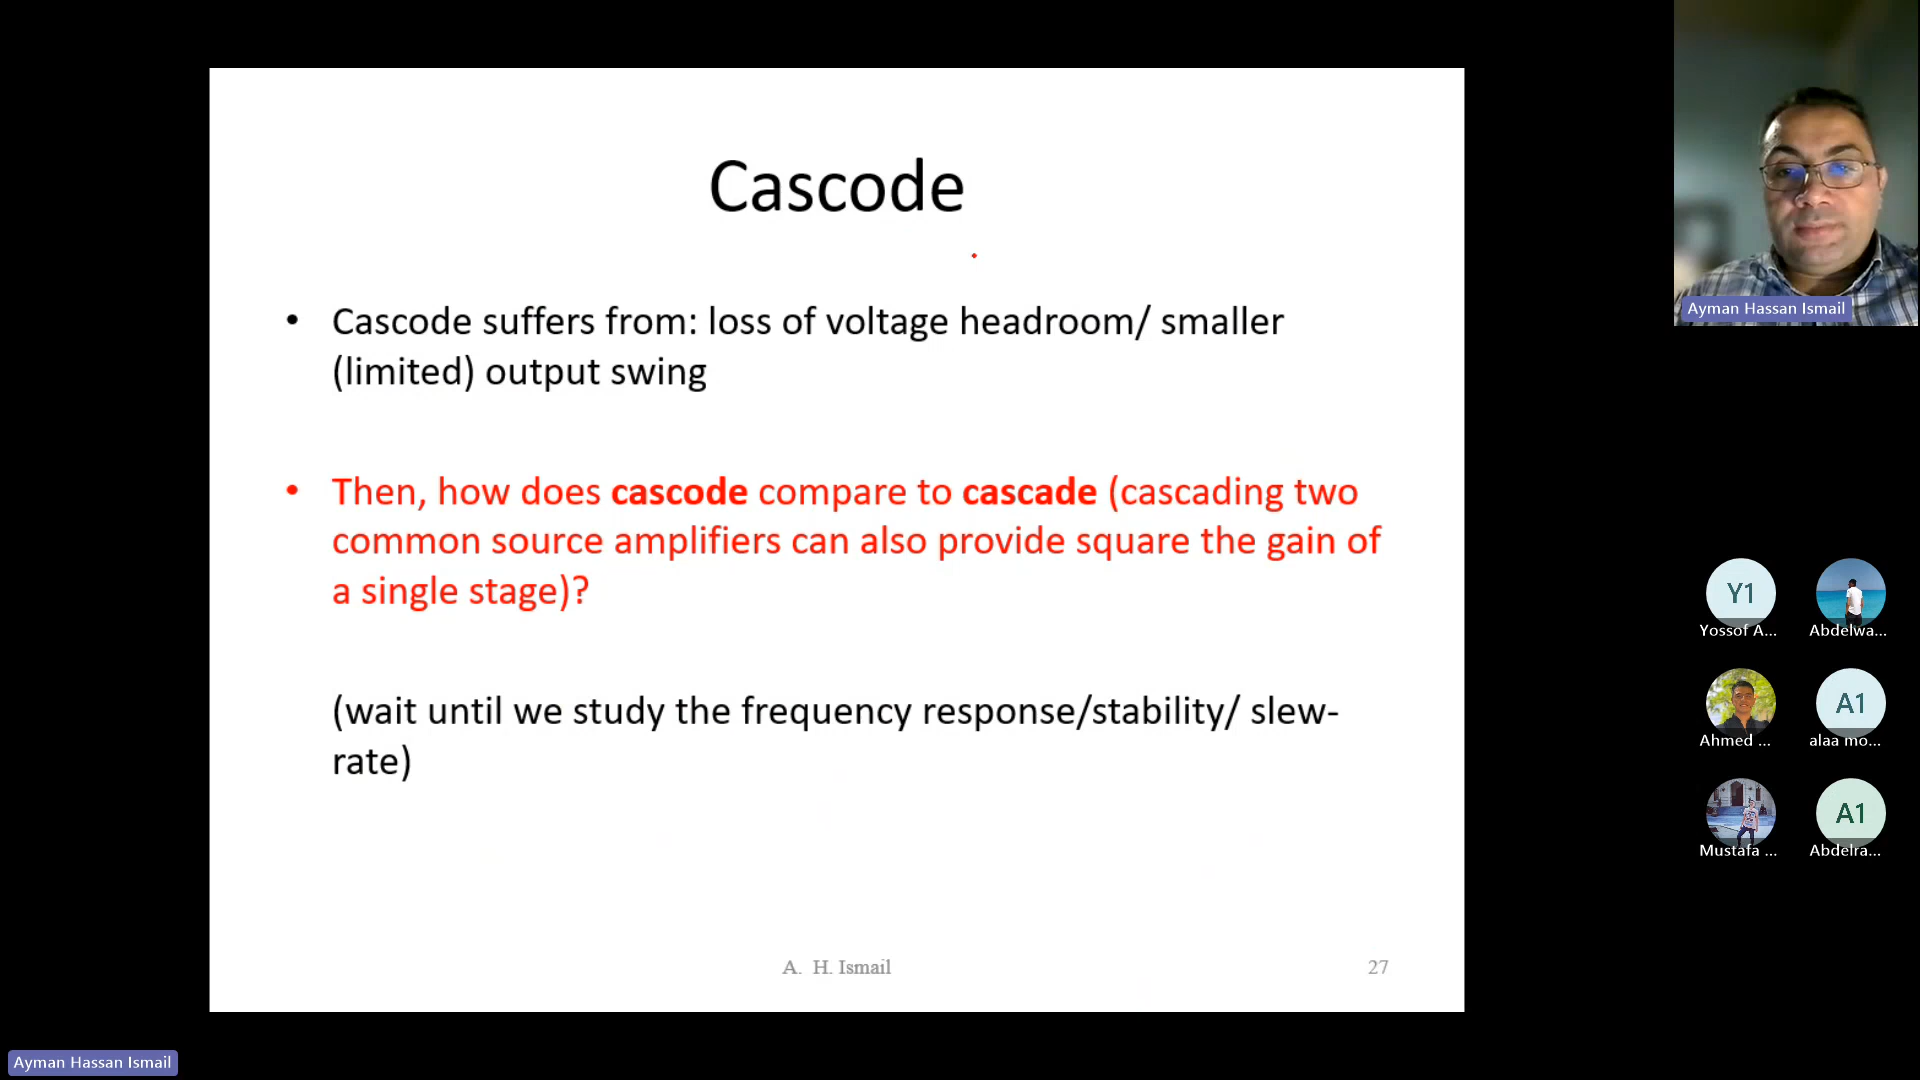 Cascode
• Cascode suffers from: loss of voltage headroom/ smaller
(limited) output swing
• Then, how does cascode compare to cascade (cascading two
common source amplifiers can also provide square the gain of
a single stage)?
(wait until we study the frequency response/stability/ slew-
rate)
A. H. Ismail
27
Ayman Hassan Ismail
Y1
Yossof A...
Abdelwa...
Ahmed ...
A1
alaa mo...
Mustafa ...
A1
Abdelra...
Ayman Hassan Ismail